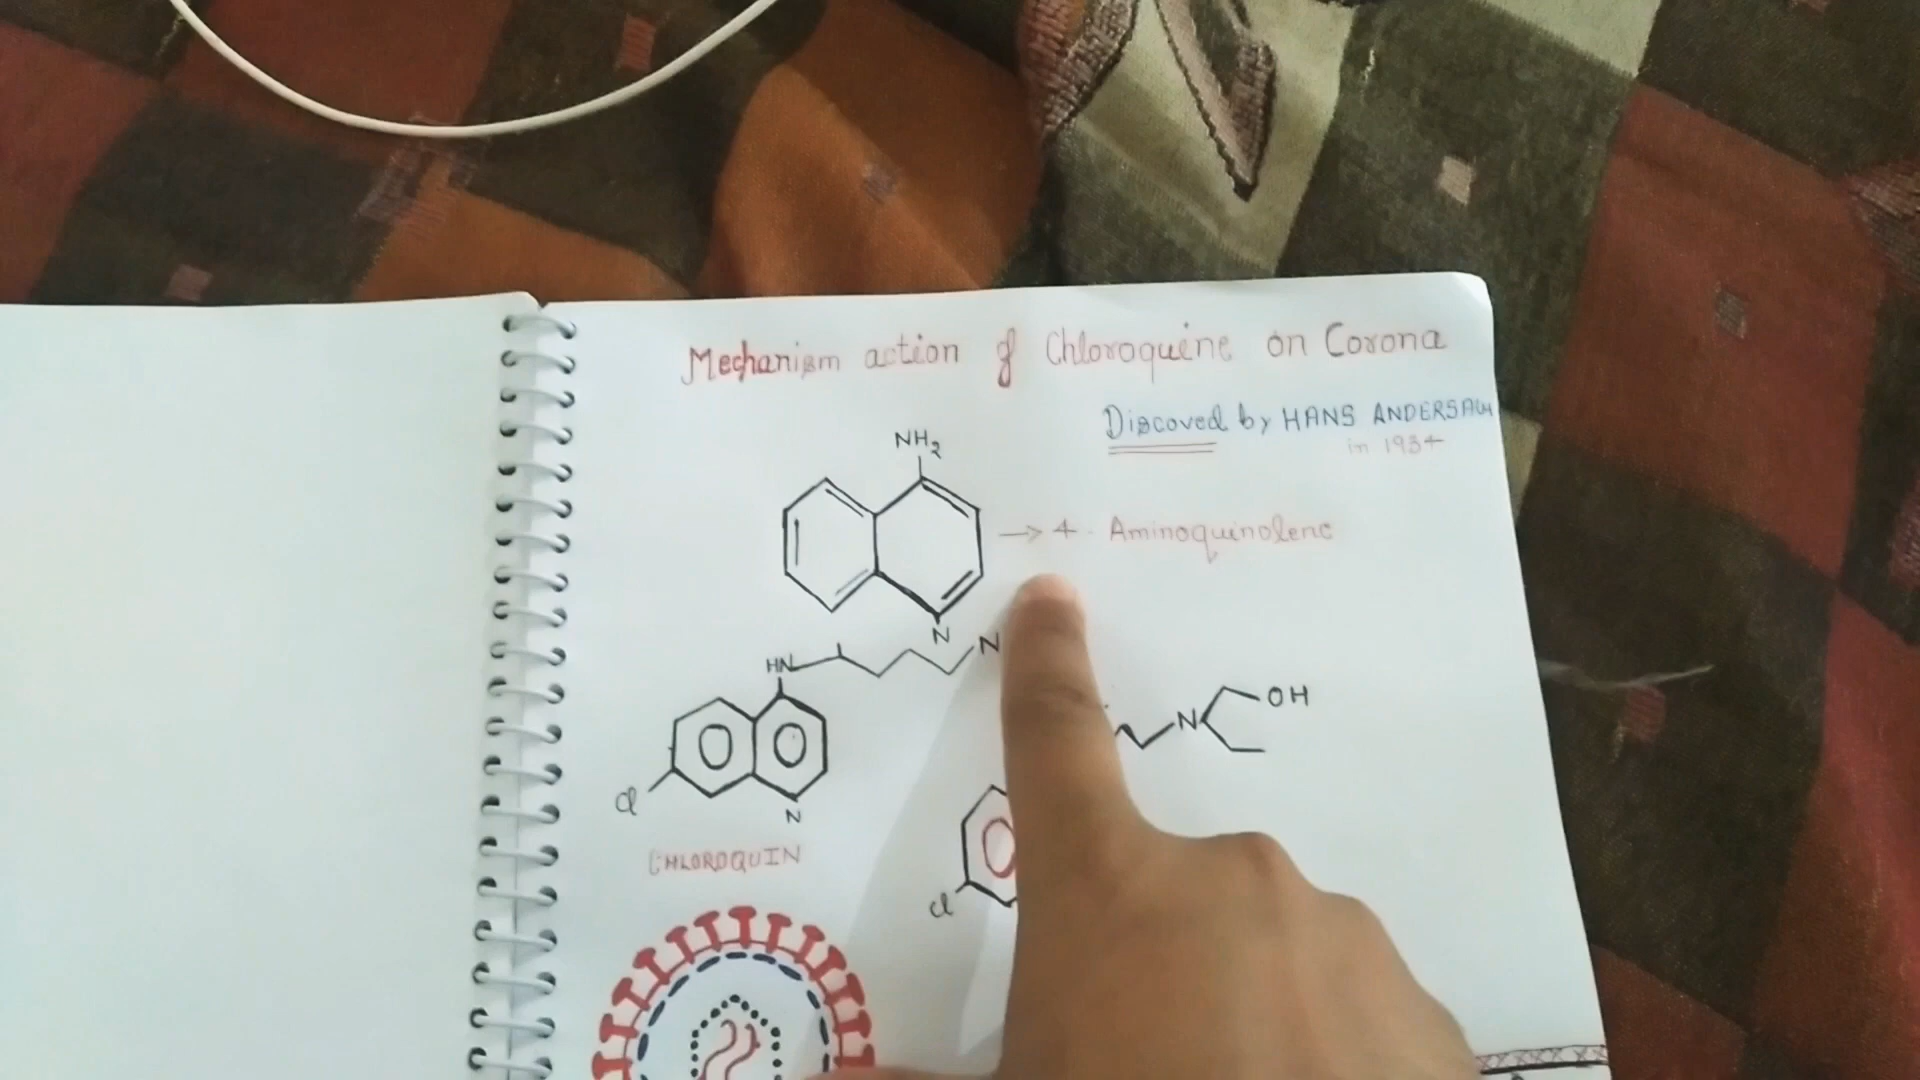 Mechanism action of Chloroquine on Corona
Discoved by HANS ANDERSAG
in 1934
NH2
→ 4 - Aminoquinolene
N
HN
N
OH
N
Cl
N
CHLOROQUIN
Cl